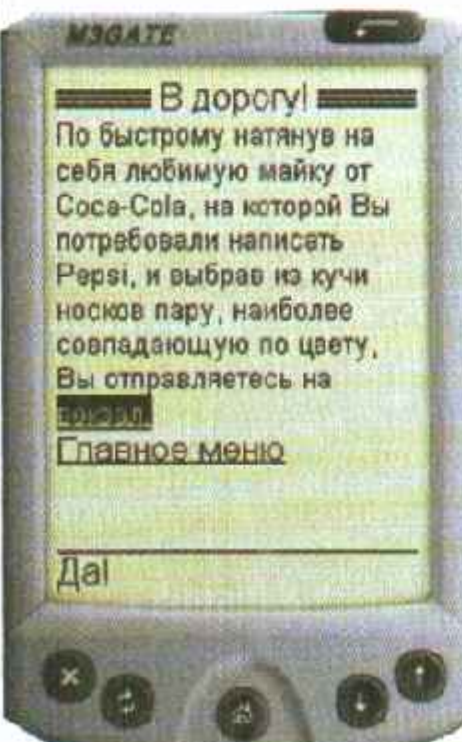 M3GATE
В дорогу!
По быстрому натянув на
себя любимую майку от
Coca-Cola, на которой Вы
потребовали написать
Pepsi, и выбрав из кучи
носков пару, наиболее
совпадающую по цвету,
Вы отправляетесь на
Главное меню
Да!